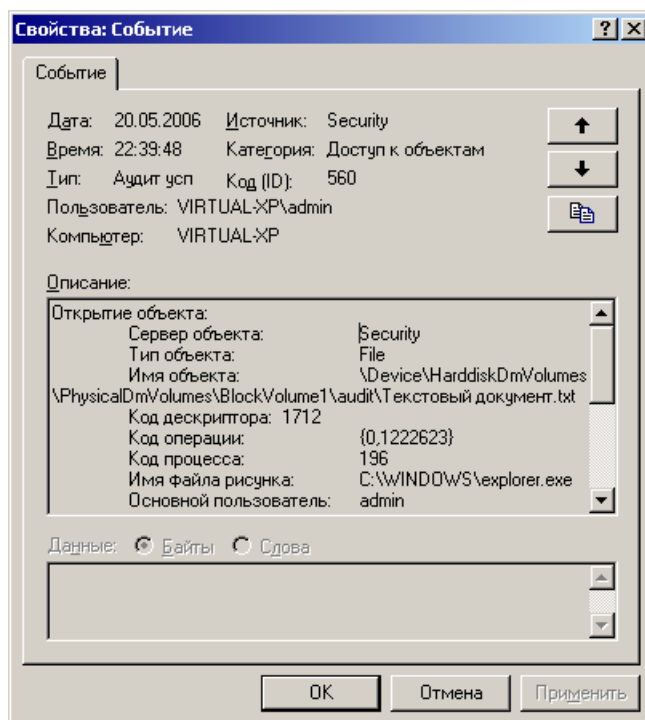 Свойства: Событие
Событие
Дата: 20.05.2006 Источник: Security
Время: 22:39:48 Категория: Доступ к объектам
Тип: Аудит усп Код (ID): 560
Пользователь: VIRTUAL-XP\admin
Компьютер: VIRTUAL-XP
Описание:
Открытие объекта:
Сервер объекта: Security
Тип объекта: File
Имя объекта: \Device\HarddiskDmVolumes
\PhysicalDmVolumes\BlockVolume1\audit\Текстовый документ.txt
Код дескриптора: 1712
Код операции: {0,1222623}
Код процесса: 196
Имя файла рисунка: C:\WINDOWS\explorer.exe
Основной пользователь: admin
Данные: Байты Слова
OK Отмена Применить